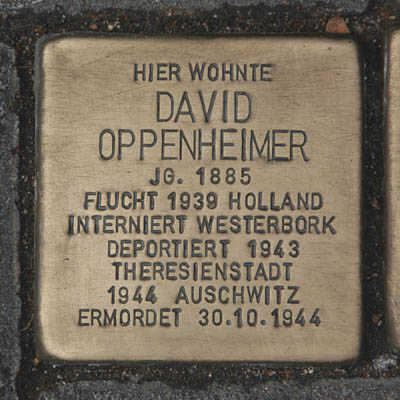 HIER WOHNTE
DAVID
OPPENHEIMER
JG. 1885
FLUCHT 1939 HOLLAND
INTERNIERT WESTERBORK
DEPORTIERT 1943
THERESIENSTADT
1944 AUSCHWITZ
ERMORDET 30.10.1944